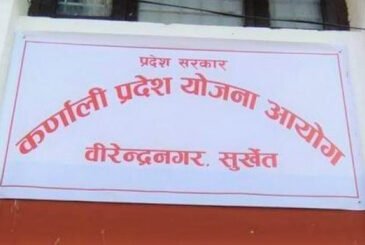 प्रदेश सरकार
कर्णाली प्रदेश योजना आयोग
वीरेन्द्रनगर, सुर्खेत